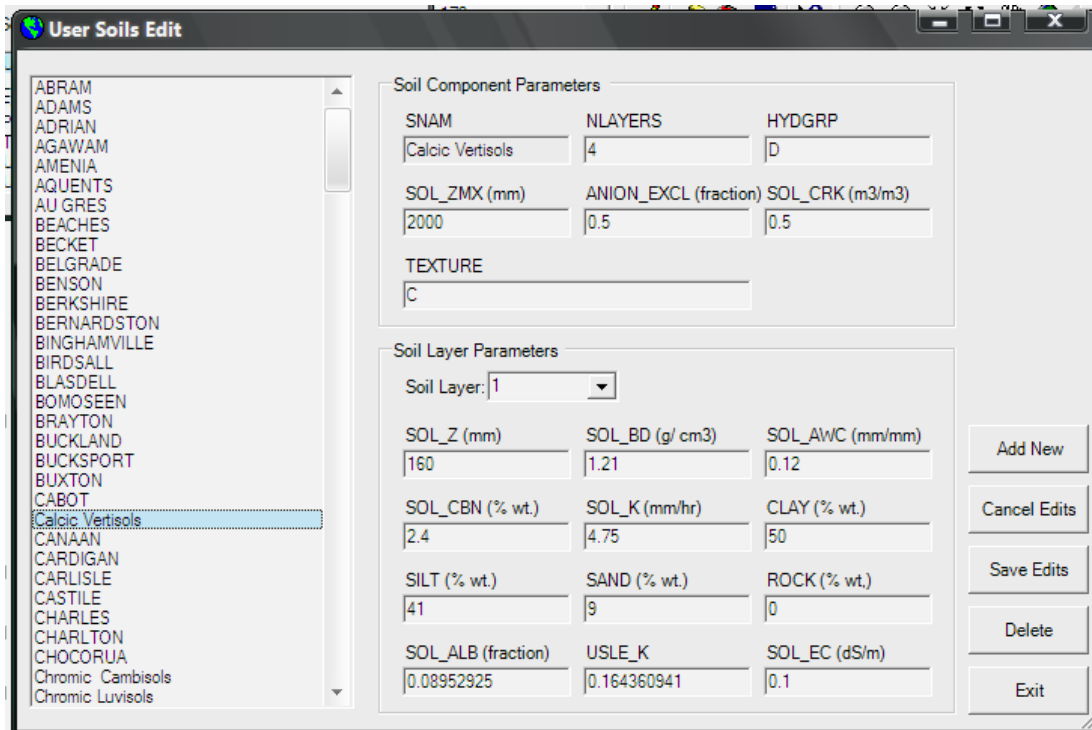 User Soils Edit
ABRAM
ADAMS
ADRIAN
AGAWAM
AMENIA
AQUENTS
AU GRES
BEACHES
BECKET
BELGRADE
BENSON
BERKSHIRE
BERNARDSTON
BINGHAMVILLE
BIRDSALL
BLASDELL
BOMOSEEN
BRAYTON
BUCKLAND
BUCKSPORT
BUXTON
CABOT
Calcic Vertisols
CANAAN
CARDIGAN
CARLISLE
CASTILE
CHARLES
CHARLTON
CHOCORUA
Chromic Cambisols
Chromic Luvisols
Soil Component Parameters
SNAM NLAYERS HYDGRP
Calcic Vertisols 4 D
SOL_ZMX (mm) ANION_EXCL (fraction) SOL_CRK (m3/m3)
2000 0.5 0.5
TEXTURE
C
Soil Layer Parameters
Soil Layer: 1
SOL_Z (mm) SOL_BD (g/ cm3) SOL_AWC (mm/mm)
160 1.21 0.12
SOL_CBN (% wt.) SOL_K (mm/hr) CLAY (% wt.)
2.4 4.75 50
SILT (% wt.) SAND (% wt.) ROCK (% wt,)
41 9 0
SOL_ALB (fraction) USLE_K SOL_EC (dS/m)
0.08952925 0.164360941 0.1
Add New
Cancel Edits
Save Edits
Delete
Exit